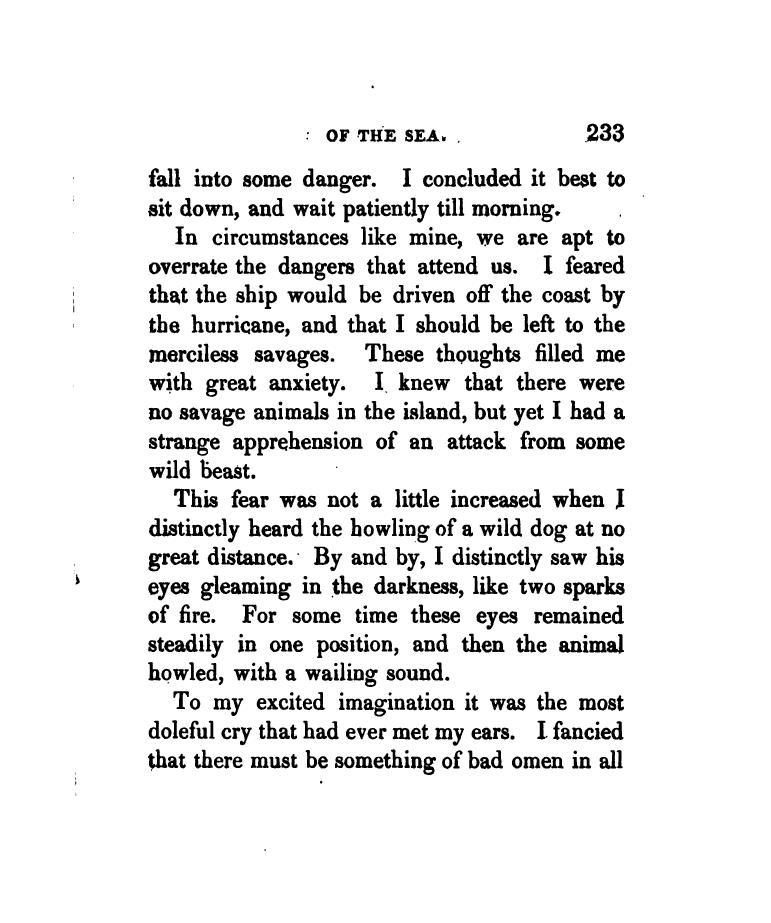 OF THE SEA. 233
fall into some danger. I concluded it best to
sit down, and wait patiently till morning.
In circumstances like mine, we are apt to
overrate the dangers that attend us. I feared
that the ship would be driven off the coast by
the hurricane, and that I should be left to the
merciless savages. These thoughts filled me
with great anxiety. I knew that there were
no savage animals in the island, but yet I had a
strange apprehension of an attack from some
wild beast.
This fear was not a little increased when I
distinctly heard the howling of a wild dog at no
great distance. By and by, I distinctly saw his
eyes gleaming in the darkness, like two sparks
of fire. For some time these eyes remained
steadily in one position, and then the animal
howled, with a wailing sound.
To my excited imagination it was the most
doleful cry that had ever met my ears. I fancied
that there must be something of bad omen in all